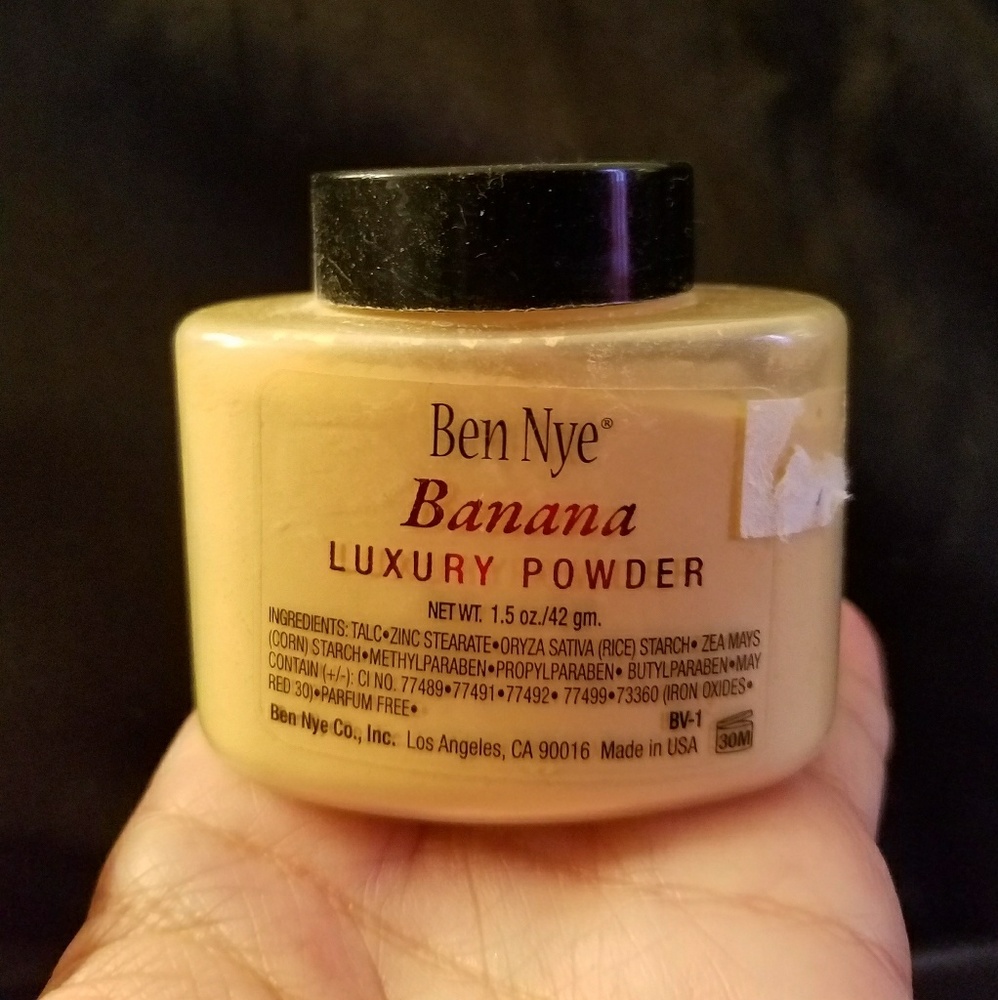 Ben Nye®
Banana
LUXURY POWDER
NET WT. 1.5 oz./42 gm.
INGREDIENTS: TALC•ZINC STEARATE•ORYZA SATIVA (RICE) STARCH• ZEA MAYS
(CORN) STARCH•METHYLPARABEN•PROPYLPARABEN• BUTYLPARABEN•MAY
CONTAIN (+/-): CI NO. 77489•77491•77492• 77499•73360 (IRON OXIDES•
RED 30)•PARFUM FREE•
BV-1
Ben Nye Co., Inc. Los Angeles, CA 90016 Made in USA
30M